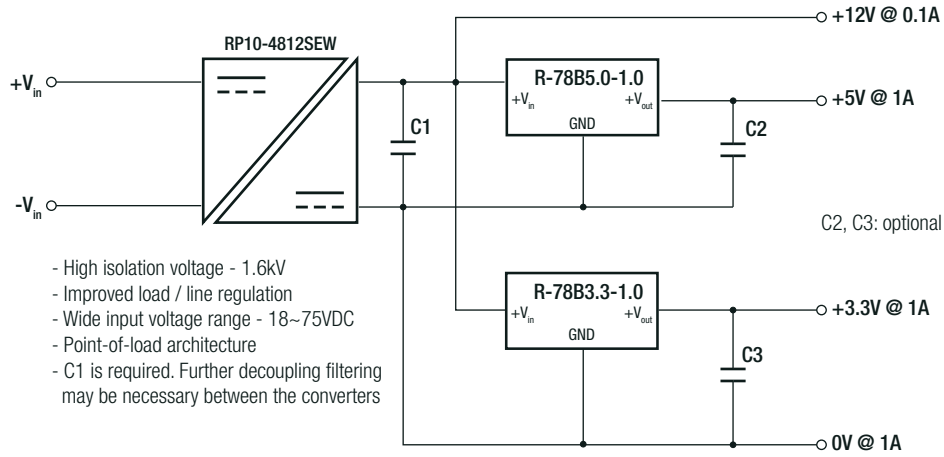 +12V @ 0.1A
RP10-4812SEW
+Vin
R-78B5.0-1.0
+Vin
+Vout
GND
+5V @ 1A
C1
C2
-Vin
C2, C3: optional
- High isolation voltage - 1.6kV
- Improved load / line regulation
- Wide input voltage range - 18~75VDC
- Point-of-load architecture
- C1 is required. Further decoupling filtering
may be necessary between the converters
R-78B3.3-1.0
+Vin
+Vout
GND
+3.3V @ 1A
C3
0V @ 1A